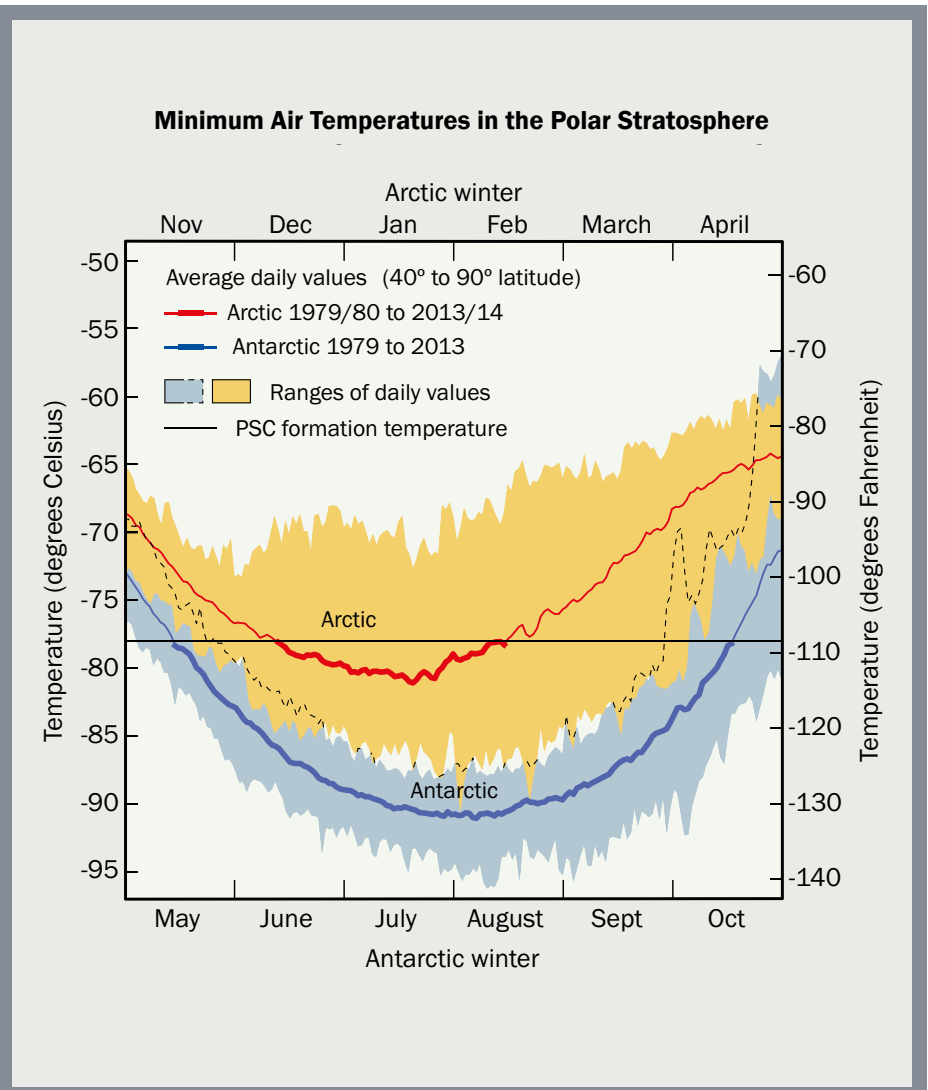 Minimum Air Temperatures in the Polar Stratosphere
Arctic winter
Nov Dec Jan Feb March April
Average daily values (40º to 90º latitude)
Arctic 1979/80 to 2013/14
Antarctic 1979 to 2013
Ranges of daily values
PSC formation temperature
Temperature (degrees Celsius)
-50
-55
-60
-65
-70
-75
-80
-85
-90
-95
Arctic
Antarctic
-60
-70
-80
-90
-100
-110
-120
-130
-140
Temperature (degrees Fahrenheit)
May June July August Sept Oct
Antarctic winter